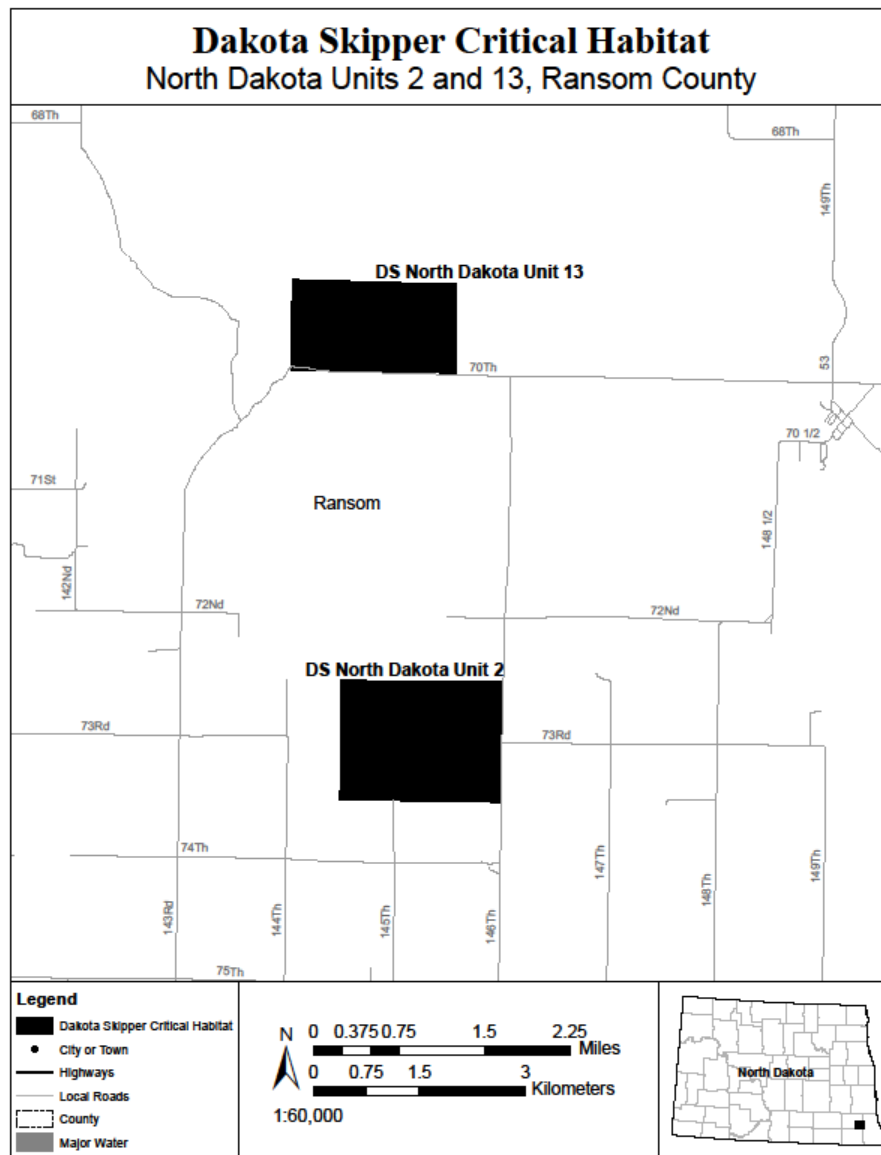 Dakota Skipper Critical Habitat
North Dakota Units 2 and 13, Ransom County
68Th
68Th
149Th
DS North Dakota Unit 13
70Th
53
70 1/2
71St
Ransom
148 1/2
142Nd
72Nd
72Nd
DS North Dakota Unit 2
73Rd
73Rd
74Th
143Rd
144Th
145Th
146Th
147Th
148Th
149Th
75Th
Legend
Dakota Skipper Critical Habitat
City or Town
Highways
Local Roads
County
Major Water
N
0 0.375 0.75 1.5 2.25
Miles
0 0.75 1.5 3
Kilometers
1:60,000
North Dakota